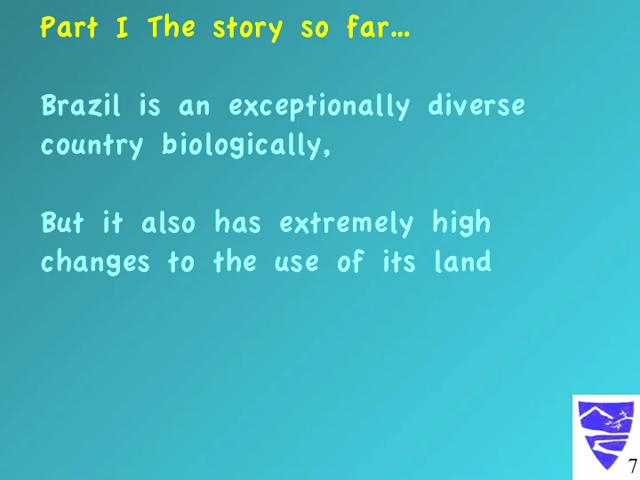 Part I The story so far...
Brazil is an exceptionally diverse
country biologically,
But it also has extremely high
changes to the use of its land
7